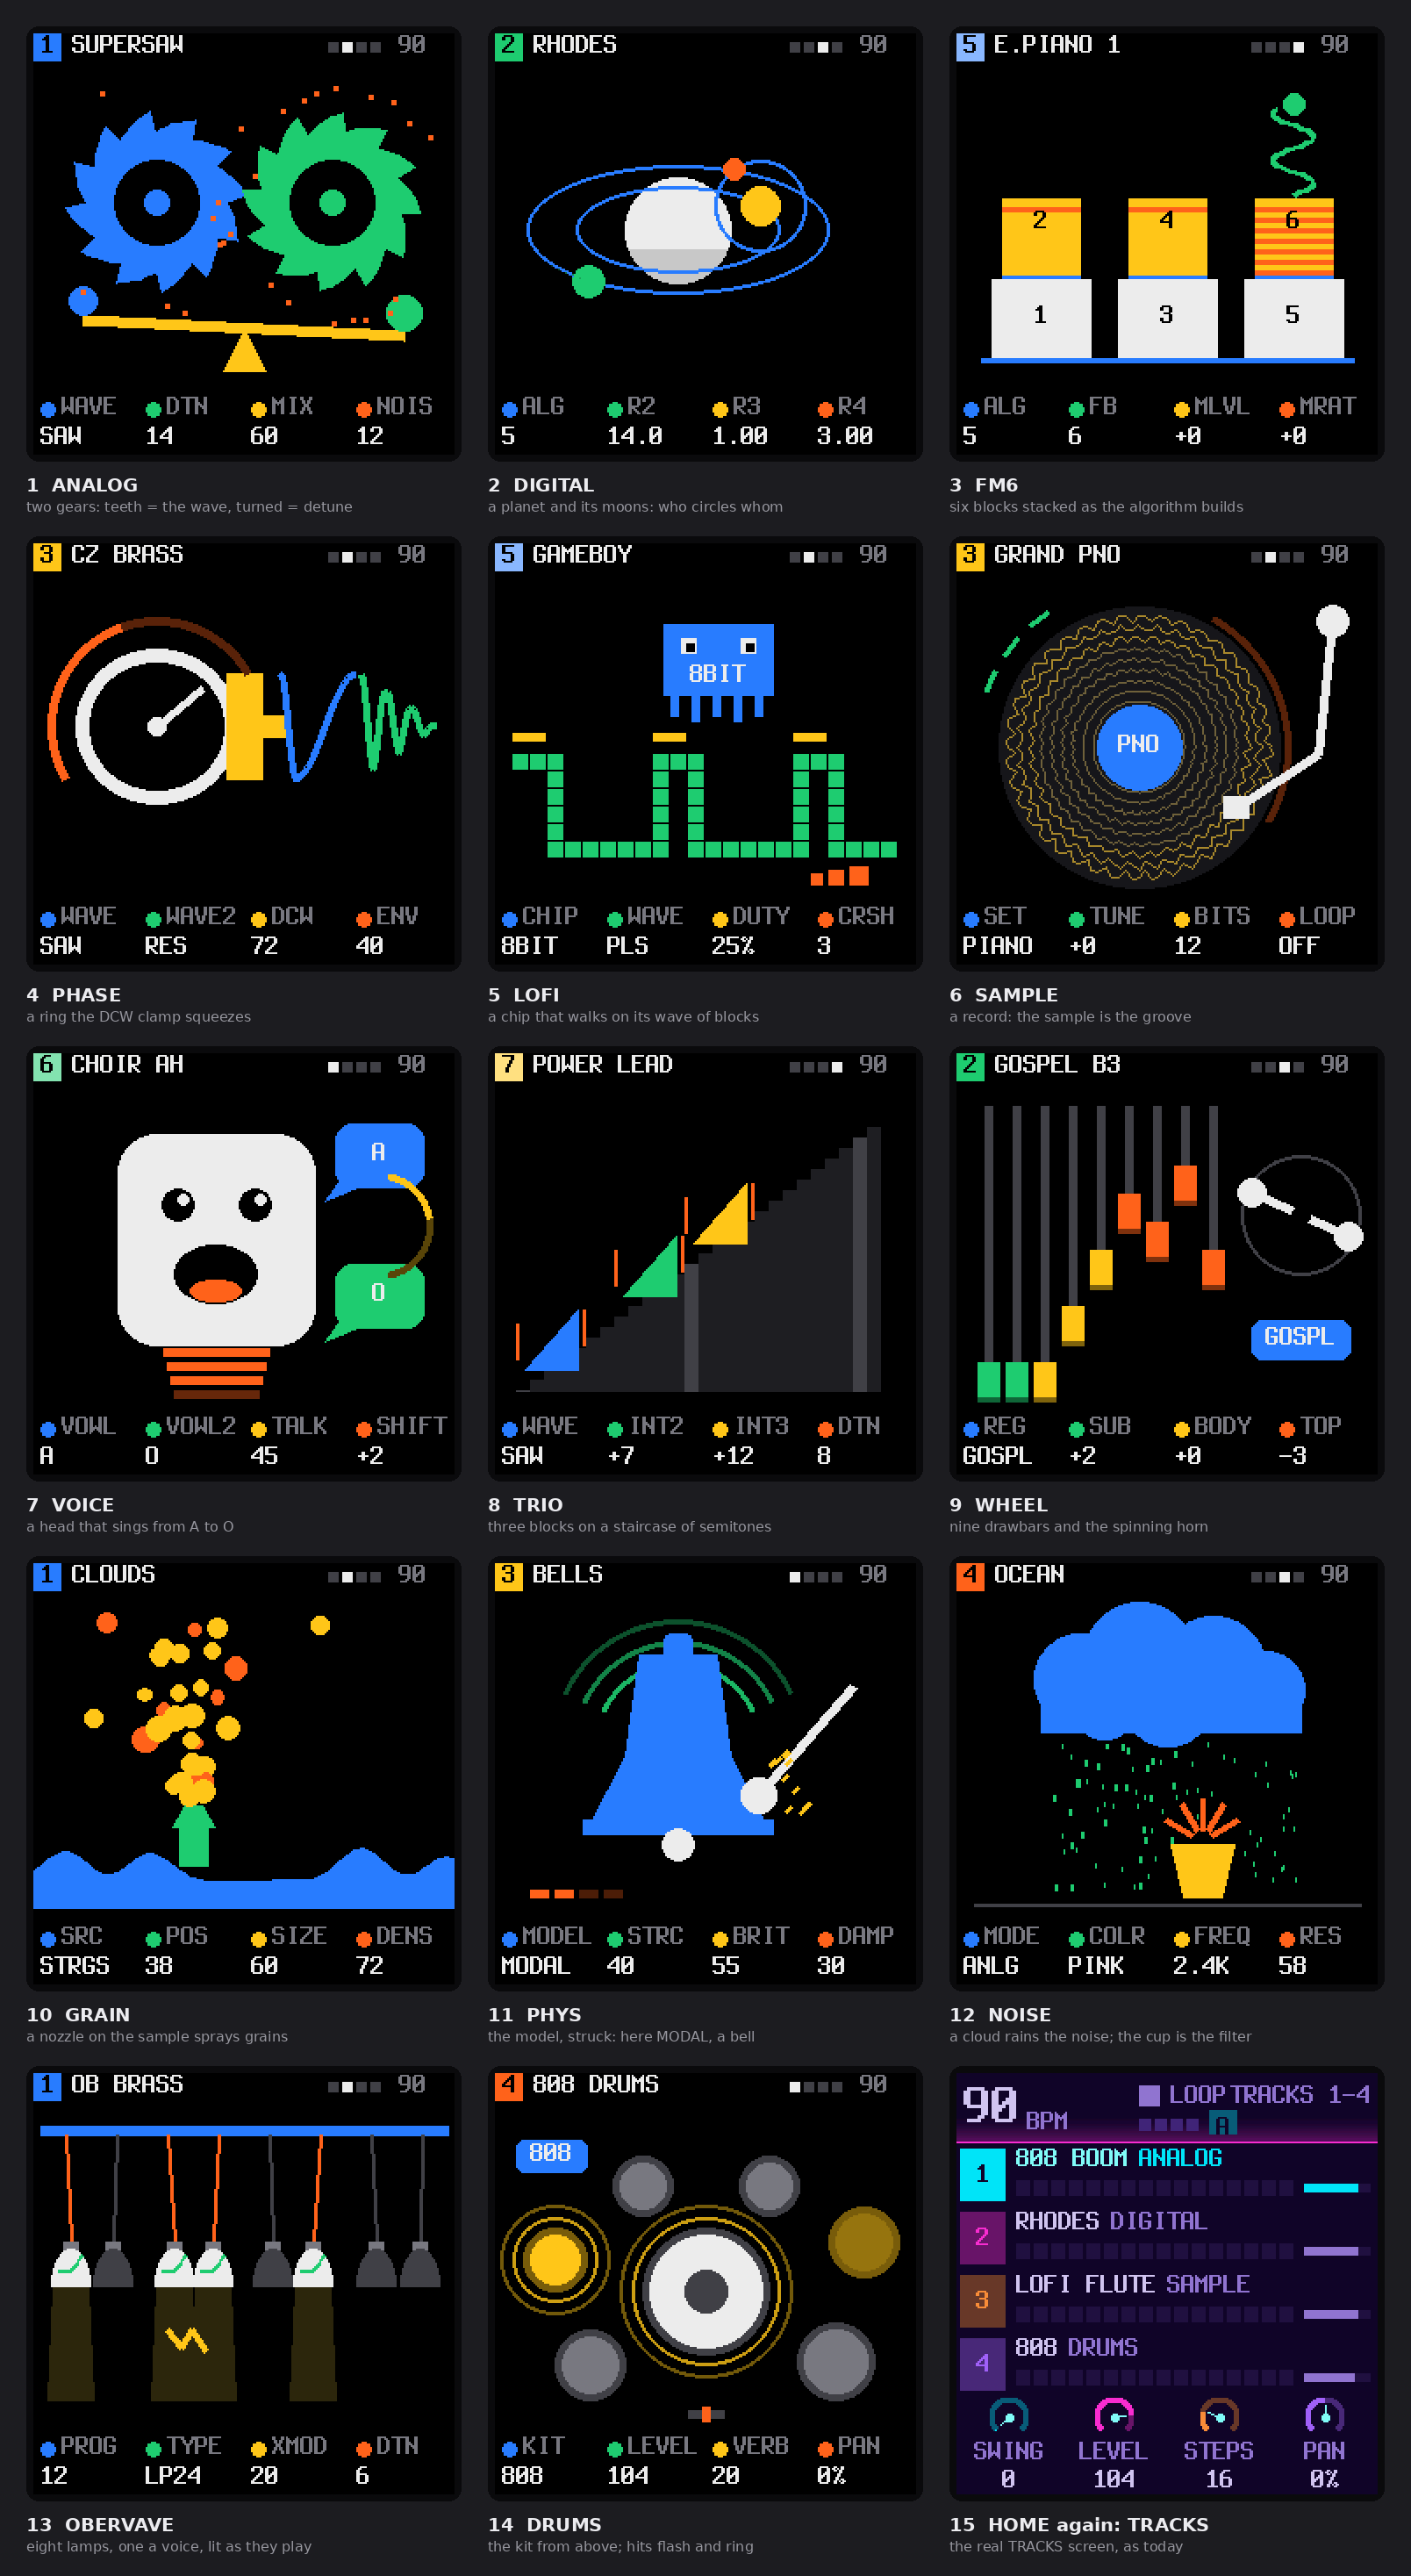 1 SUPERSAW 90
WAVE DTN MIX NOIS
SAW 14 60 12
1 ANALOG
two gears: teeth = the wave, turned = detune
2 RHODES 90
ALG R2 R3 R4
5 14.0 1.00 3.00
2 DIGITAL
a planet and its moons: who circles whom
5 E.PIANO 1 90
2 4 6
1 3 5
ALG FB MLVL MRAT
5 6 +0 +0
3 FM6
six blocks stacked as the algorithm builds
3 CZ BRASS 90
WAVE WAVE2 DCW ENV
SAW RES 72 40
4 PHASE
a ring the DCW clamp squeezes
5 GAMEBOY 90
8BIT
CHIP WAVE DUTY CRSH
8BIT PLS 25% 3
5 LOFI
a chip that walks on its wave of blocks
3 GRAND PNO 90
PNO
SET TUNE BITS LOOP
PIANO +0 12 OFF
6 SAMPLE
a record: the sample is the groove
6 CHOIR AH 90
A
O
VOWL VOWL2 TALK SHIFT
A O 45 +2
7 VOICE
a head that sings from A to O
7 POWER LEAD 90
WAVE INT2 INT3 DTN
SAW +7 +12 8
8 TRIO
three blocks on a staircase of semitones
2 GOSPEL B3 90
GOSPL
REG SUB BODY TOP
GOSPL +2 +0 -3
9 WHEEL
nine drawbars and the spinning horn
1 CLOUDS 90
SRC POS SIZE DENS
STRGS 38 60 72
10 GRAIN
a nozzle on the sample sprays grains
3 BELLS 90
MODEL STRC BRIT DAMP
MODAL 40 55 30
11 PHYS
the model, struck: here MODAL, a bell
4 OCEAN 90
MODE COLR FREQ RES
ANLG PINK 2.4K 58
12 NOISE
a cloud rains the noise; the cup is the filter
1 OB BRASS 90
PROG TYPE XMOD DTN
12 LP24 20 6
13 OBERVAVE
eight lamps, one a voice, lit as they play
4 808 DRUMS 90
808
KIT LEVEL VERB PAN
808 104 20 0%
14 DRUMS
the kit from above; hits flash and ring
90 BPM LOOP TRACKS 1-4
A
1 808 BOOM ANALOG
2 RHODES DIGITAL
3 LOFI FLUTE SAMPLE
4 808 DRUMS
SWING LEVEL STEPS PAN
0 104 16 0%
15 HOME again: TRACKS
the real TRACKS screen, as today